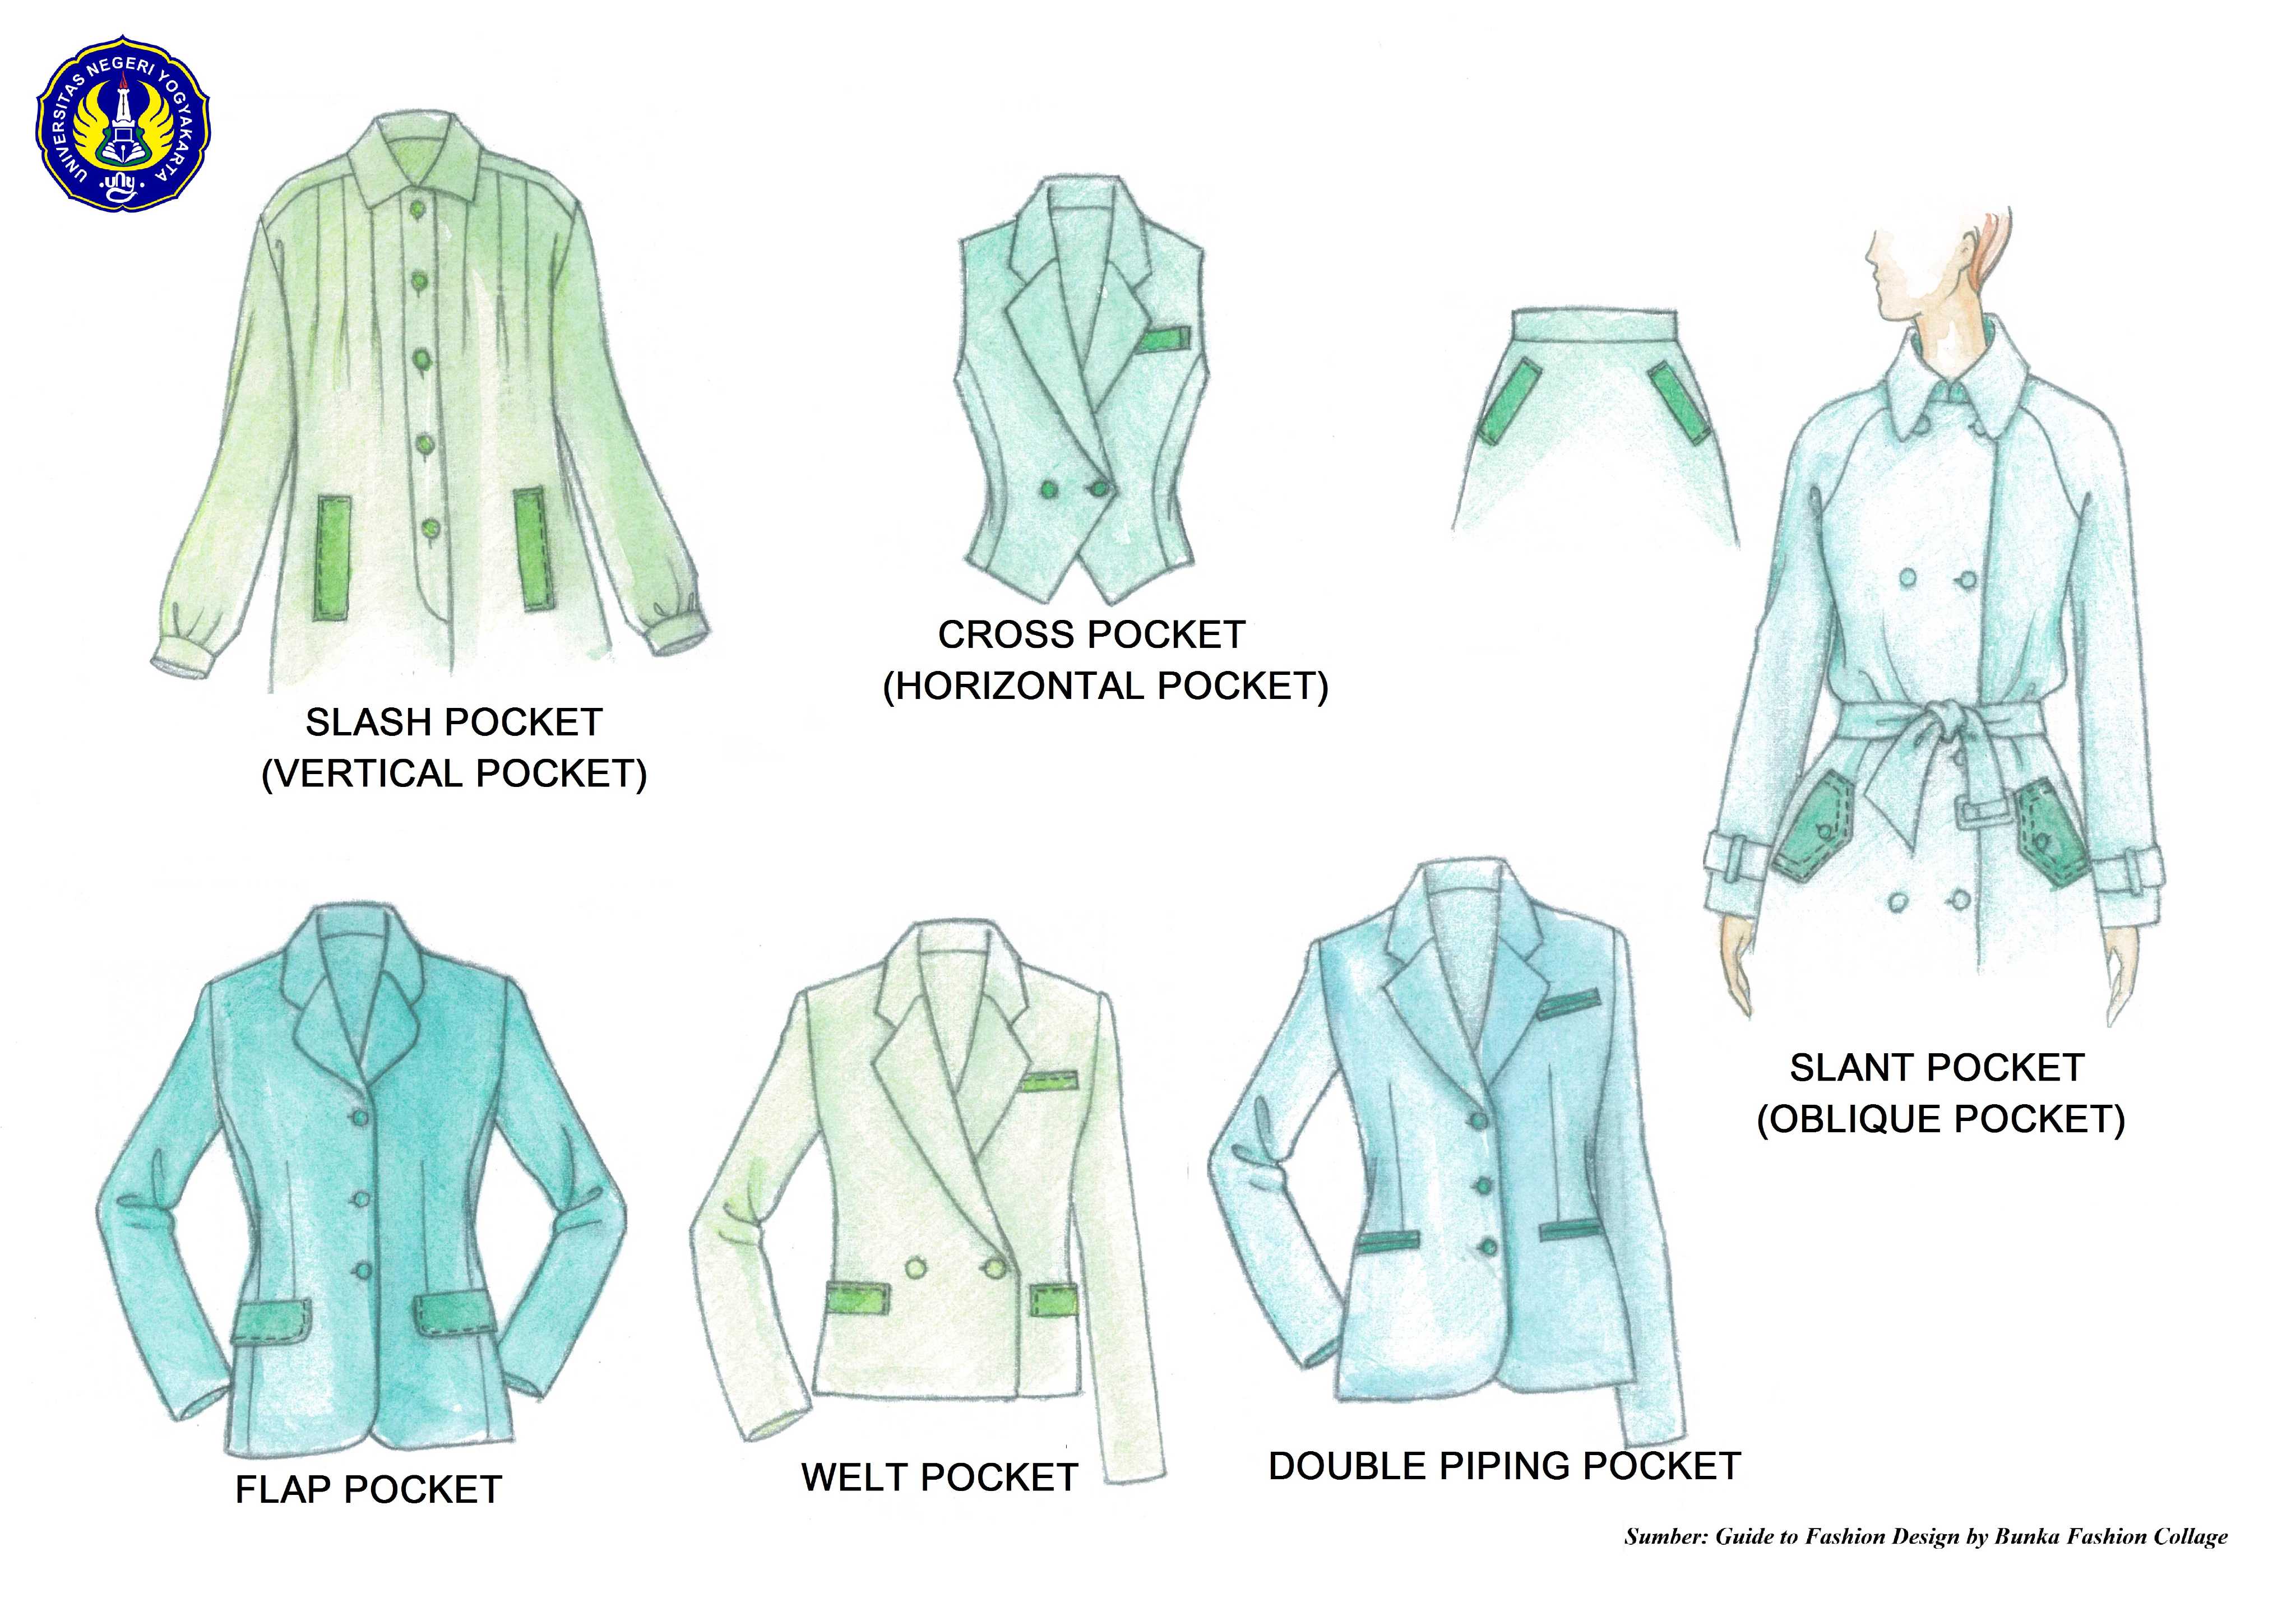 UNIVERSITAS NEGERI YOGYAKARTA
uny
SLASH POCKET
(VERTICAL POCKET)
CROSS POCKET
(HORIZONTAL POCKET)
SLANT POCKET
(OBLIQUE POCKET)
FLAP POCKET
WELT POCKET
DOUBLE PIPING POCKET
Sumber: Guide to Fashion Design by Bunka Fashion Collage